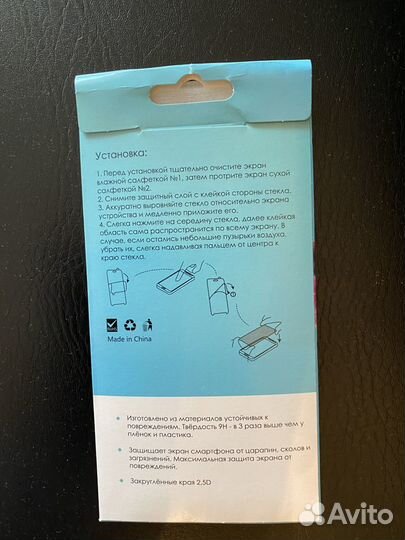 Установка:
1. Перед установкой тщательно очистите экран
влажной салфеткой №1, затем протрите экран сухой
салфеткой №2.
2. Снимите защитный слой с клейкой стороны стекла.
3. Аккуратно выровняйте стекло относительно экрана
устройства и медленно приложите его.
4. Слегка нажмите на середину стекла, далее клейкая
область сама распространится по всему экрану. В
случае, если остались небольшие пузырьки воздуха,
убрать их, слегка надавливая пальцем от центра к
краю стекла.
Made in China
• Изготовлено из материалов устойчивых к
повреждениям. Твёрдость 9H - в 3 раза выше чем у
плёнок и пластика.
• Защищает экран смартфона от царапин, сколов и
загрязнений. Максимальная защита экрана от
повреждений.
• Закруглённые края 2,5D
Avito